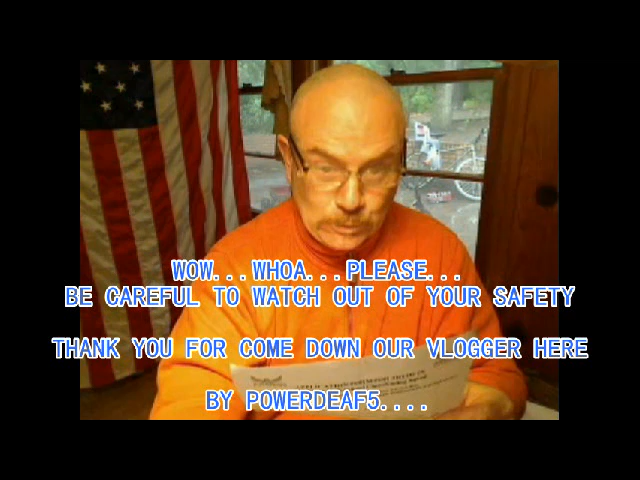 WOW...WHOA...PLEASE...
BE CAREFUL TO WATCH OUT OF YOUR SAFETY
THANK YOU FOR COME DOWN OUR VLOGGER HERE
BY POWERDEAF5....